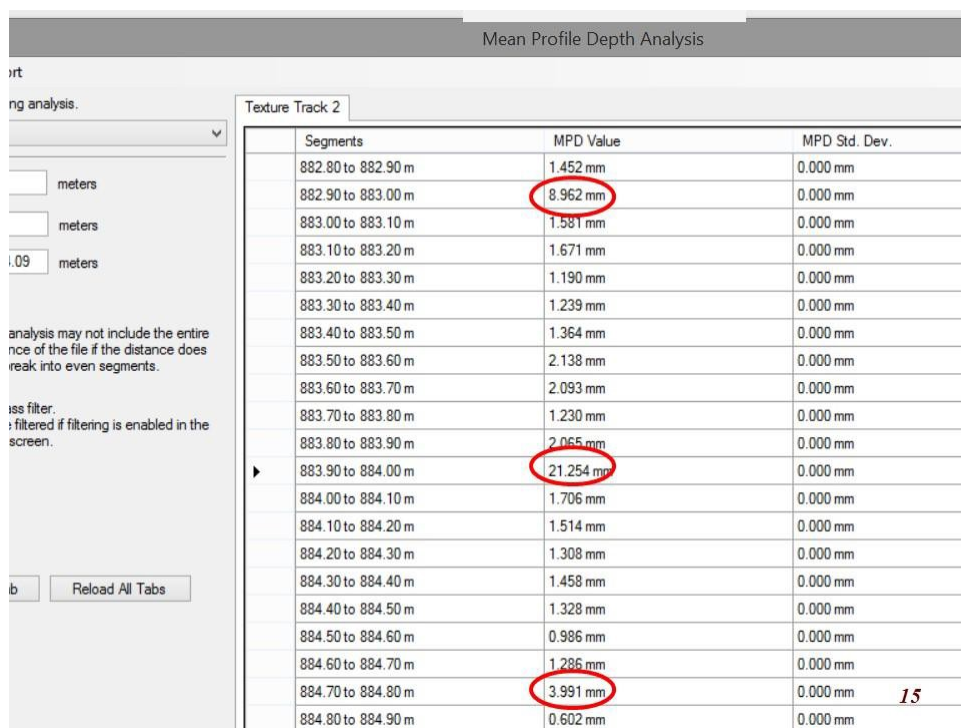 Mean Profile Depth Analysis
ort
ng analysis.
meters
meters
.09 meters
analysis may not include the entire
nce of the file if the distance does
reak into even segments.
ass filter.
e filtered if filtering is enabled in the
screen.
b Reload All Tabs
Texture Track 2
Segments MPD Value MPD Std. Dev.
882.80 to 882.90 m 1.452 mm 0.000 mm
882.90 to 883.00 m 8.962 mm 0.000 mm
883.00 to 883.10 m 1.581 mm 0.000 mm
883.10 to 883.20 m 1.671 mm 0.000 mm
883.20 to 883.30 m 1.190 mm 0.000 mm
883.30 to 883.40 m 1.239 mm 0.000 mm
883.40 to 883.50 m 1.364 mm 0.000 mm
883.50 to 883.60 m 2.138 mm 0.000 mm
883.60 to 883.70 m 2.093 mm 0.000 mm
883.70 to 883.80 m 1.230 mm 0.000 mm
883.80 to 883.90 m 2.065 mm 0.000 mm
883.90 to 884.00 m 21.254 mm 0.000 mm
884.00 to 884.10 m 1.706 mm 0.000 mm
884.10 to 884.20 m 1.514 mm 0.000 mm
884.20 to 884.30 m 1.308 mm 0.000 mm
884.30 to 884.40 m 1.458 mm 0.000 mm
884.40 to 884.50 m 1.328 mm 0.000 mm
884.50 to 884.60 m 0.986 mm 0.000 mm
884.60 to 884.70 m 1.286 mm 0.000 mm
884.70 to 884.80 m 3.991 mm 0.000 mm
884.80 to 884.90 m 0.602 mm 0.000 mm
15